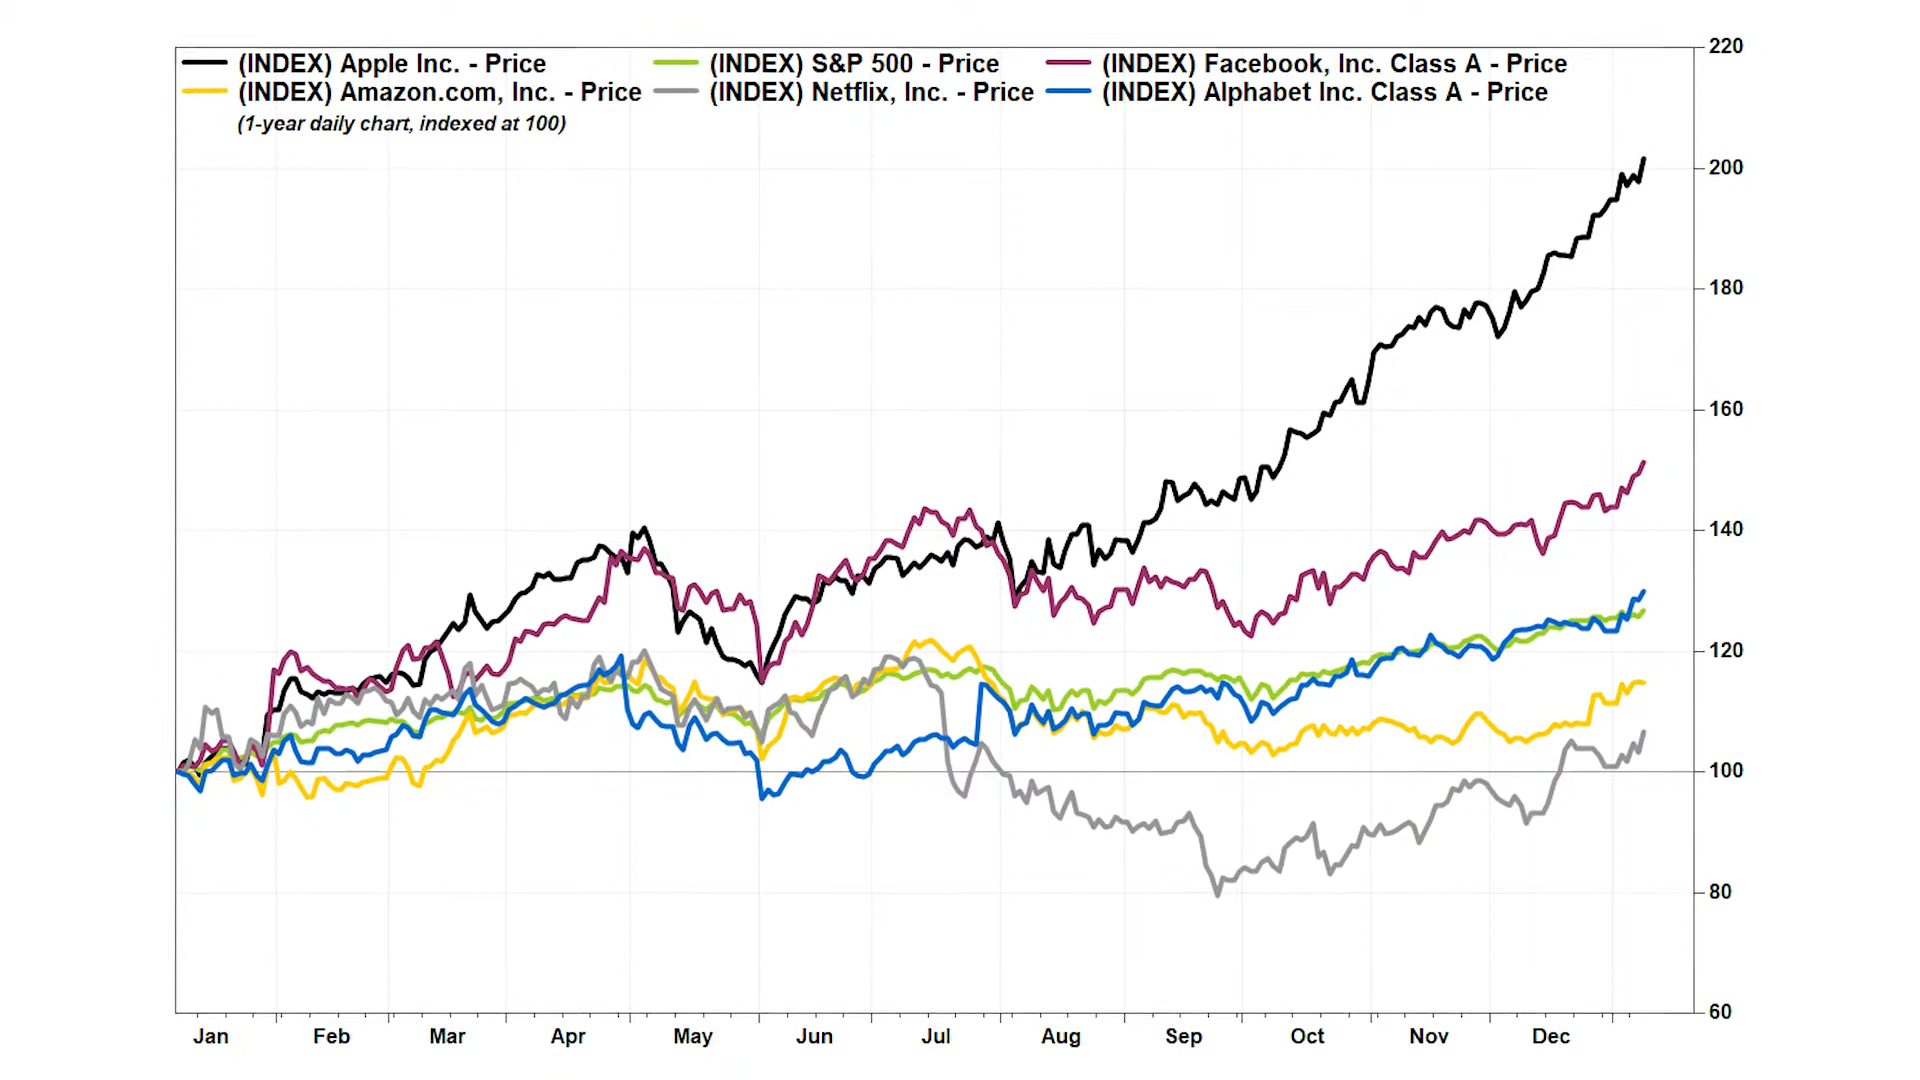 (INDEX) Apple Inc. - Price (INDEX) S&P 500 - Price (INDEX) Facebook, Inc. Class A - Price
(INDEX) Amazon.com, Inc. - Price (INDEX) Netflix, Inc. - Price (INDEX) Alphabet Inc. Class A - Price
(1-year daily chart, indexed at 100)
220
200
180
160
140
120
100
80
60
Jan Feb Mar Apr May Jun Jul Aug Sep Oct Nov Dec